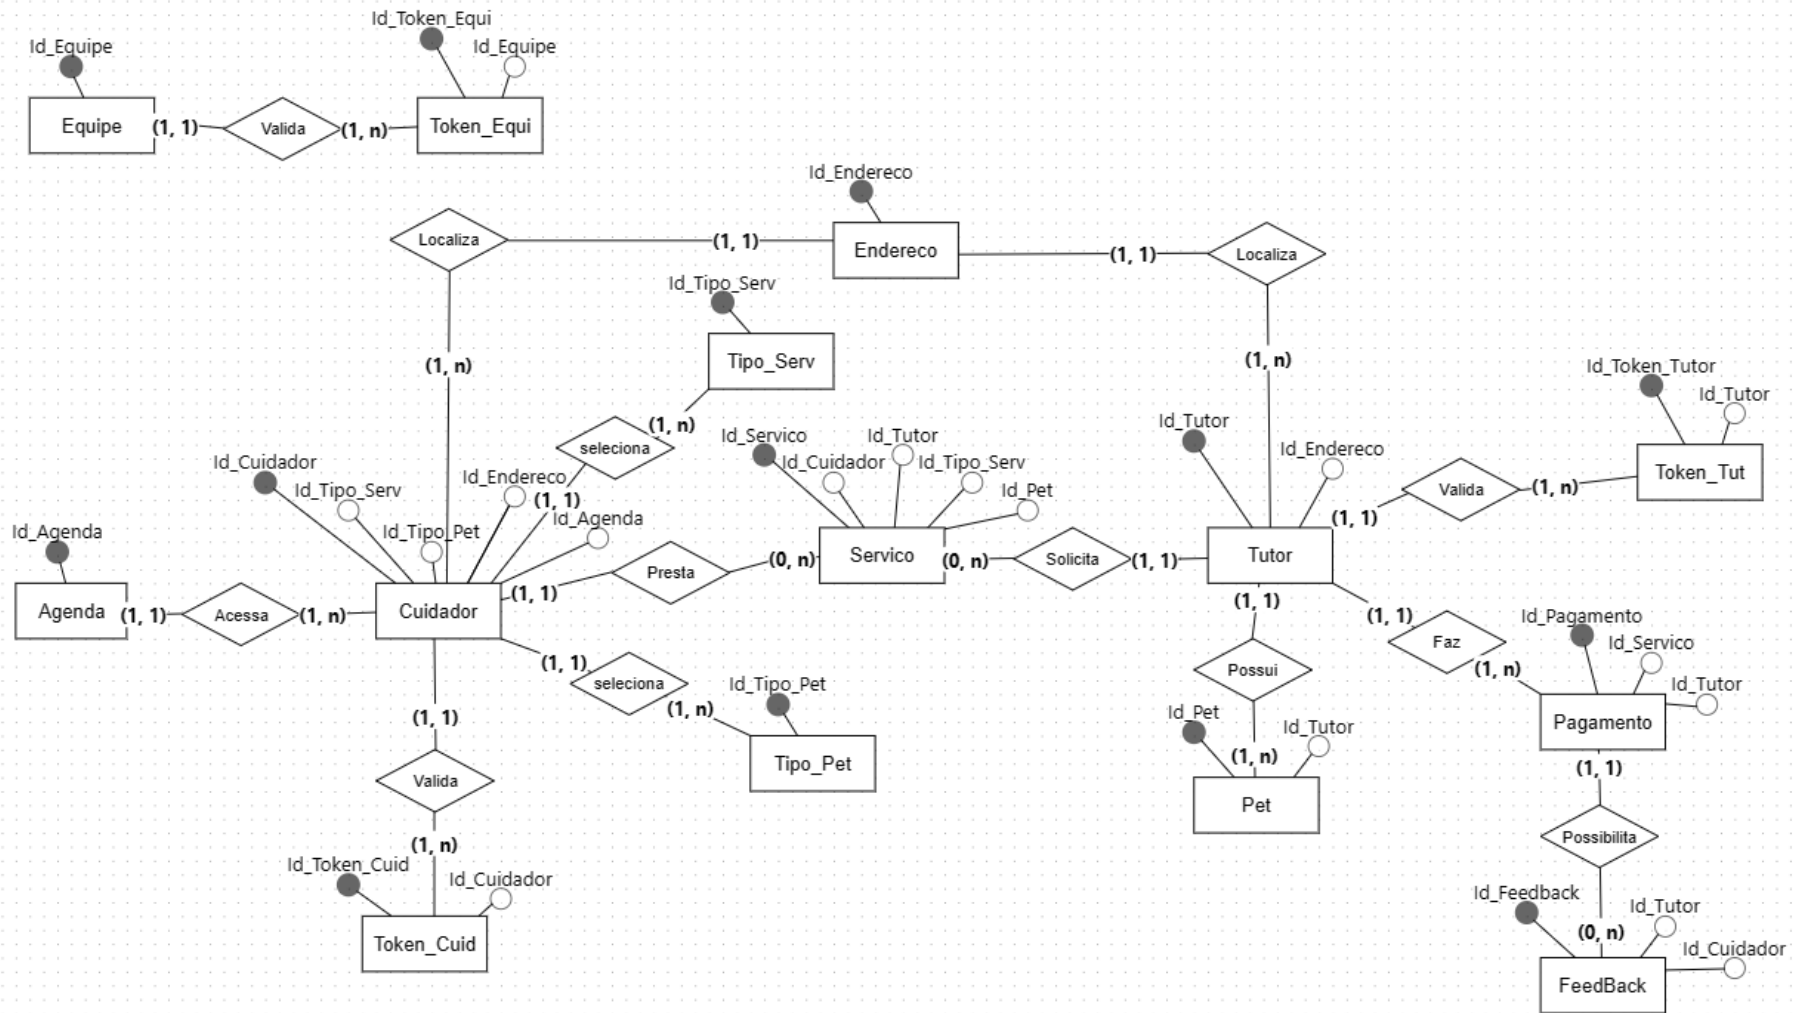 Id_Token_Equi
Id_Equipe
Id_Equipe
Equipe
(1, 1)
Valida
(1, n)
Token_Equi
Id_Endereco
Localiza
(1, 1)
Endereco
(1, 1)
Localiza
Id_Tipo_Serv
(1, n)
Tipo_Serv
(1, n)
Id_Token_Tutor
Id_Tutor
(1, n)
Id_Tutor
seleciona
Id_Servico
Id_Tutor
Id_Endereco
Id_Cuidador
Id_Cuidador
Id_Tipo_Serv
Token_Tut
Id_Tipo_Serv
Id_Endereco
(1, 1)
Id_Pet
Valida
(1, n)
Id_Agenda
Id_Tipo_Pet
Id_Agenda
(1, 1)
Servico
Tutor
Presta
(0, n)
(0, n)
Solicita
(1, 1)
Agenda
(1, 1)
Acessa
(1, n)
Cuidador
(1, 1)
(1, 1)
(1, 1)
Id_Pagamento
Faz
Id_Servico
(1, 1)
seleciona
Possui
(1, n)
Id_Tipo_Pet
Id_Tutor
(1, n)
Id_Pet
Id_Tutor
Pagamento
(1, 1)
Tipo_Pet
(1, n)
(1, 1)
Valida
Pet
Possibilita
(1, n)
Id_Token_Cuid
Id_Cuidador
Id_Feedback
Id_Tutor
(0, n)
Token_Cuid
Id_Cuidador
FeedBack